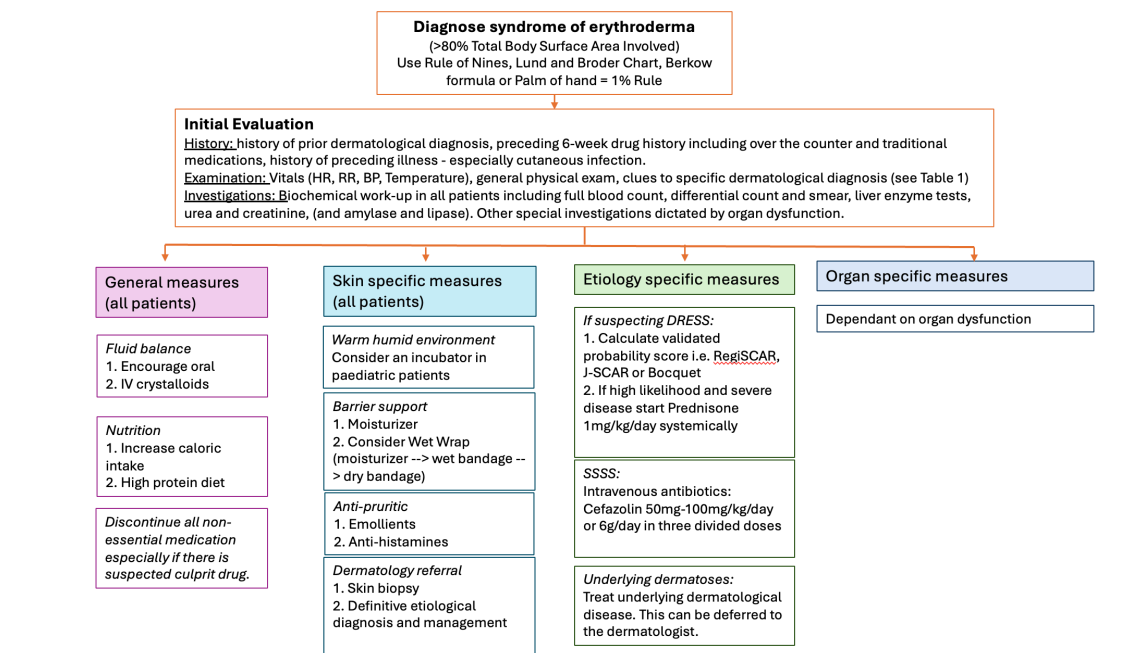 Diagnose syndrome of erythroderma
(>80% Total Body Surface Area Involved)
Use Rule of Nines, Lund and Broder Chart, Berkow
formula or Palm of hand = 1% Rule
Initial Evaluation
History: history of prior dermatological diagnosis, preceding 6-week drug history including over the counter and traditional
medications, history of preceding illness - especially cutaneous infection.
Examination: Vitals (HR, RR, BP, Temperature), general physical exam, clues to specific dermatological diagnosis (see Table 1)
Investigations: Biochemical work-up in all patients including full blood count, differential count and smear, liver enzyme tests,
urea and creatinine, (and amylase and lipase). Other special investigations dictated by organ dysfunction.
General measures
(all patients)
Fluid balance
1. Encourage oral
2. IV crystalloids
Nutrition
1. Increase caloric
intake
2. High protein diet
Discontinue all non-
essential medication
especially if there is
suspected culprit drug.
Skin specific measures
(all patients)
Warm humid environment
Consider an incubator in
paediatric patients
Barrier support
1. Moisturizer
2. Consider Wet Wrap
(moisturizer --> wet bandage --
> dry bandage)
Anti-pruritic
1. Emollients
2. Anti-histamines
Dermatology referral
1. Skin biopsy
2. Definitive etiological
diagnosis and management
Etiology specific measures
If suspecting DRESS:
1. Calculate validated
probability score i.e. RegiSCAR,
J-SCAR or Bocquet
2. If high likelihood and severe
disease start Prednisone
1mg/kg/day systemically
SSSS:
Intravenous antibiotics:
Cefazolin 50mg-100mg/kg/day
or 6g/day in three divided doses
Underlying dermatoses:
Treat underlying dermatological
disease. This can be deferred to
the dermatologist.
Organ specific measures
Dependant on organ dysfunction